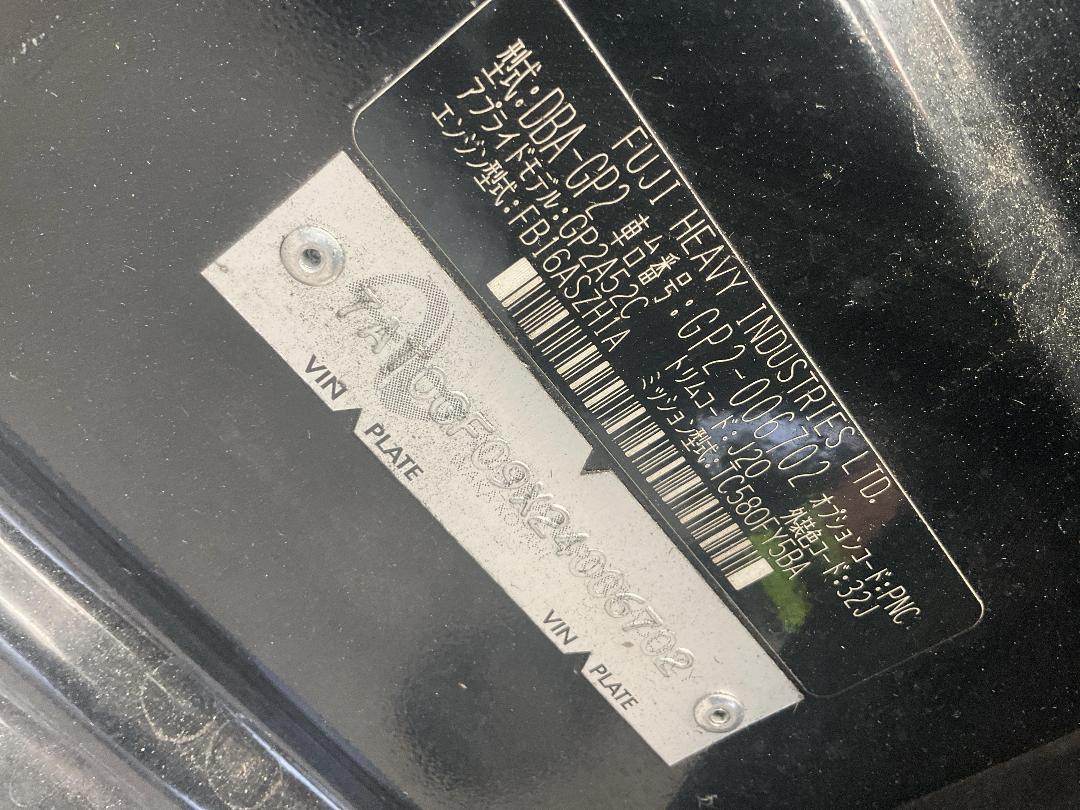 FUJI HEAVY INDUSTRIES LTD.
型式:DBA-GP2 車台番号:GP2-006702 オプションコード:PNC
アプライドモデル:GP2A52C トリムコード:J20 外装色コード:32J
エンジン型式:FB16ASZH1A ミッション型式:TC580FY5BA
7AT0GF09X24006702
VIN PLATE
VIN PLATE